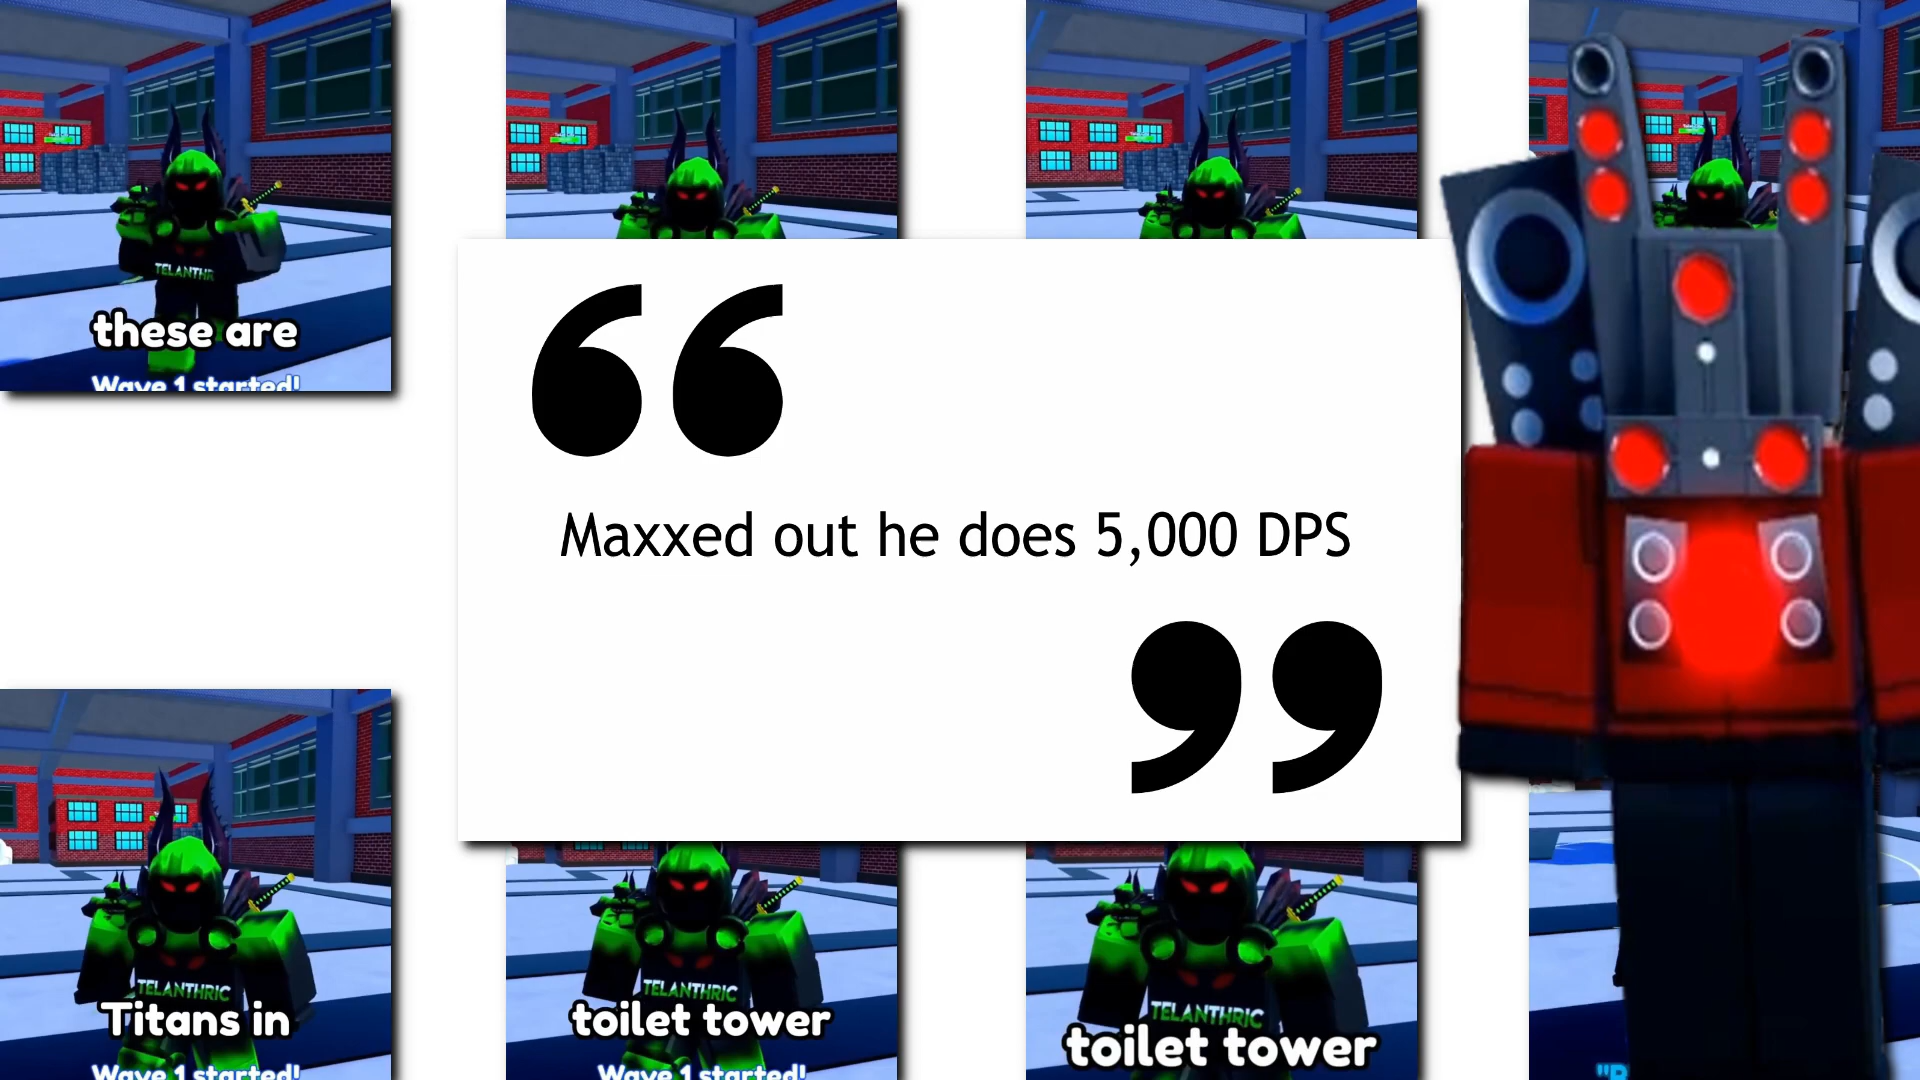 TELANTHR
these are
Wave 1 started!
“
Maxxed out he does 5,000 DPS
”
TELANTHRIC
Titans in
Wave 1 started!
TELANTHRIC
toilet tower
Wave 1 started!
TELANTHRIC
toilet tower